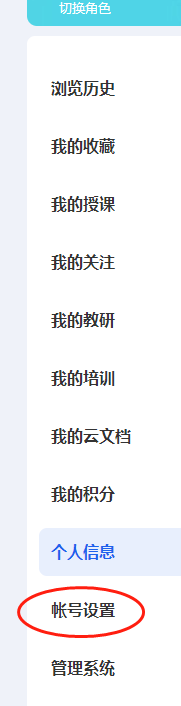 切换角色
浏览历史
我的收藏
我的授课
我的关注
我的教研
我的培训
我的云文档
我的积分
个人信息
帐号设置
管理系统